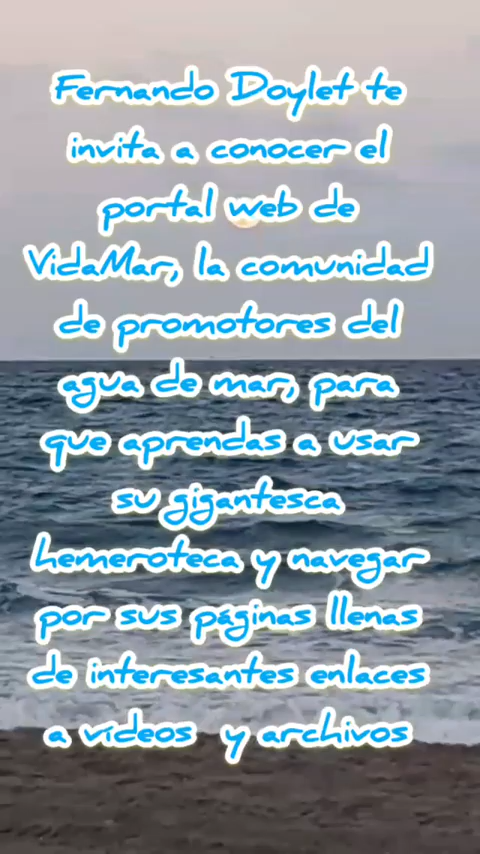 Fernando Doylet te
invita a conocer el
portal web de
VidaMar, la comunidad
de promotores del
agua de mar, para
que aprendas a usar
su gigantesca
hemeroteca y navegar
por sus páginas llenas
de interesantes enlaces
a vídeos y archivos